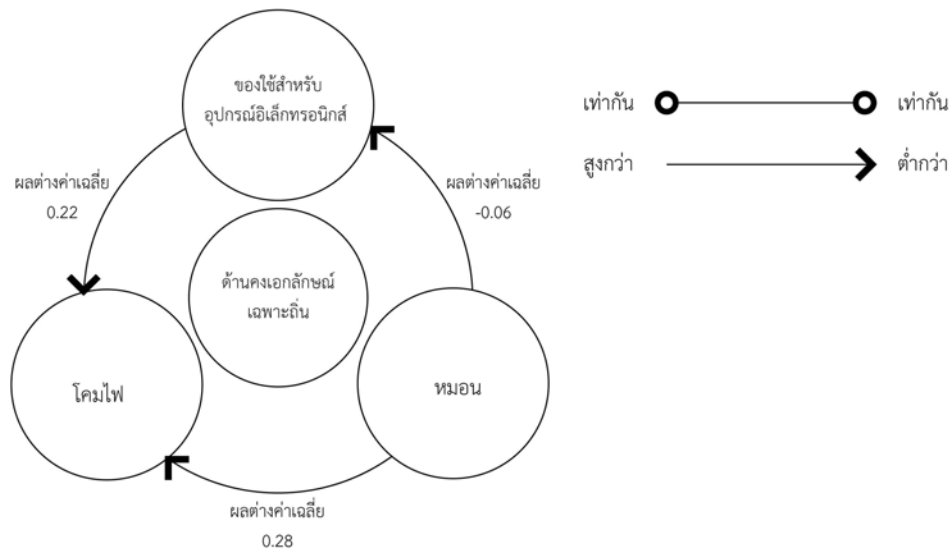 ของใช้สำหรับ
อุปกรณ์อิเล็กทรอนิกส์
เท่ากัน เท่ากัน
สูงกว่า ต่ำกว่า
ผลต่างค่าเฉลี่ย
0.22
ผลต่างค่าเฉลี่ย
-0.06
ด้านคงเอกลักษณ์
เฉพาะถิ่น
โคมไฟ
หมอน
ผลต่างค่าเฉลี่ย
0.28